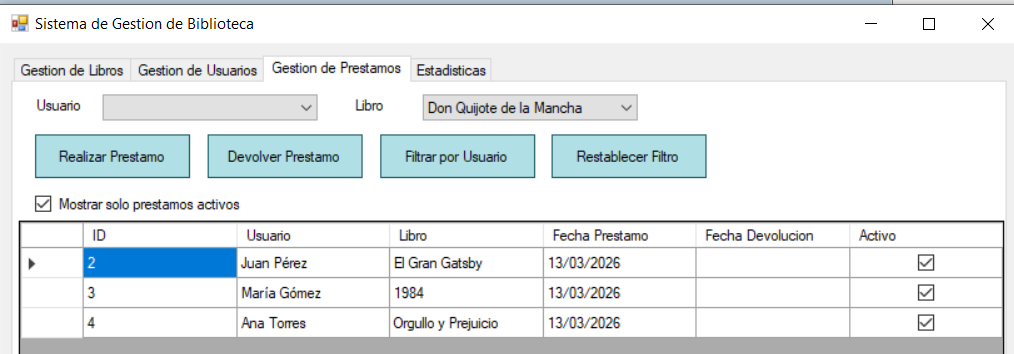 Sistema de Gestion de Biblioteca
Gestion de Libros Gestion de Usuarios Gestion de Prestamos Estadisticas
Usuario Libro Don Quijote de la Mancha
Realizar Prestamo Devolver Prestamo Filtrar por Usuario Restablecer Filtro
Mostrar solo prestamos activos
ID Usuario Libro Fecha Prestamo Fecha Devolucion Activo
2 Juan Pérez El Gran Gatsby 13/03/2026
3 María Gómez 1984 13/03/2026
4 Ana Torres Orgullo y Prejuicio 13/03/2026